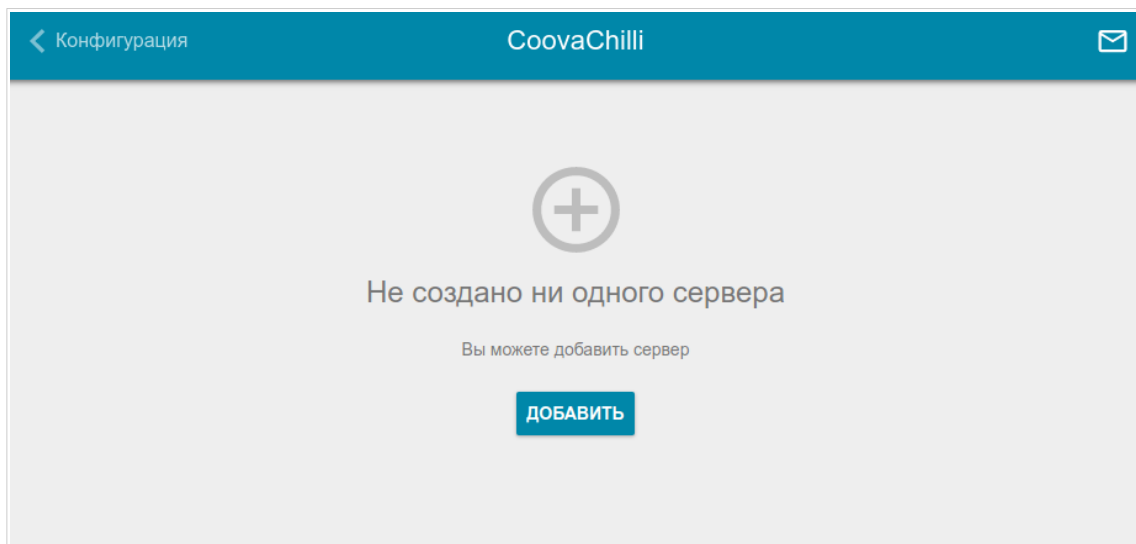 Конфигурация
CoovaChilli
Не создано ни одного сервера
Вы можете добавить сервер
ДОБАВИТЬ